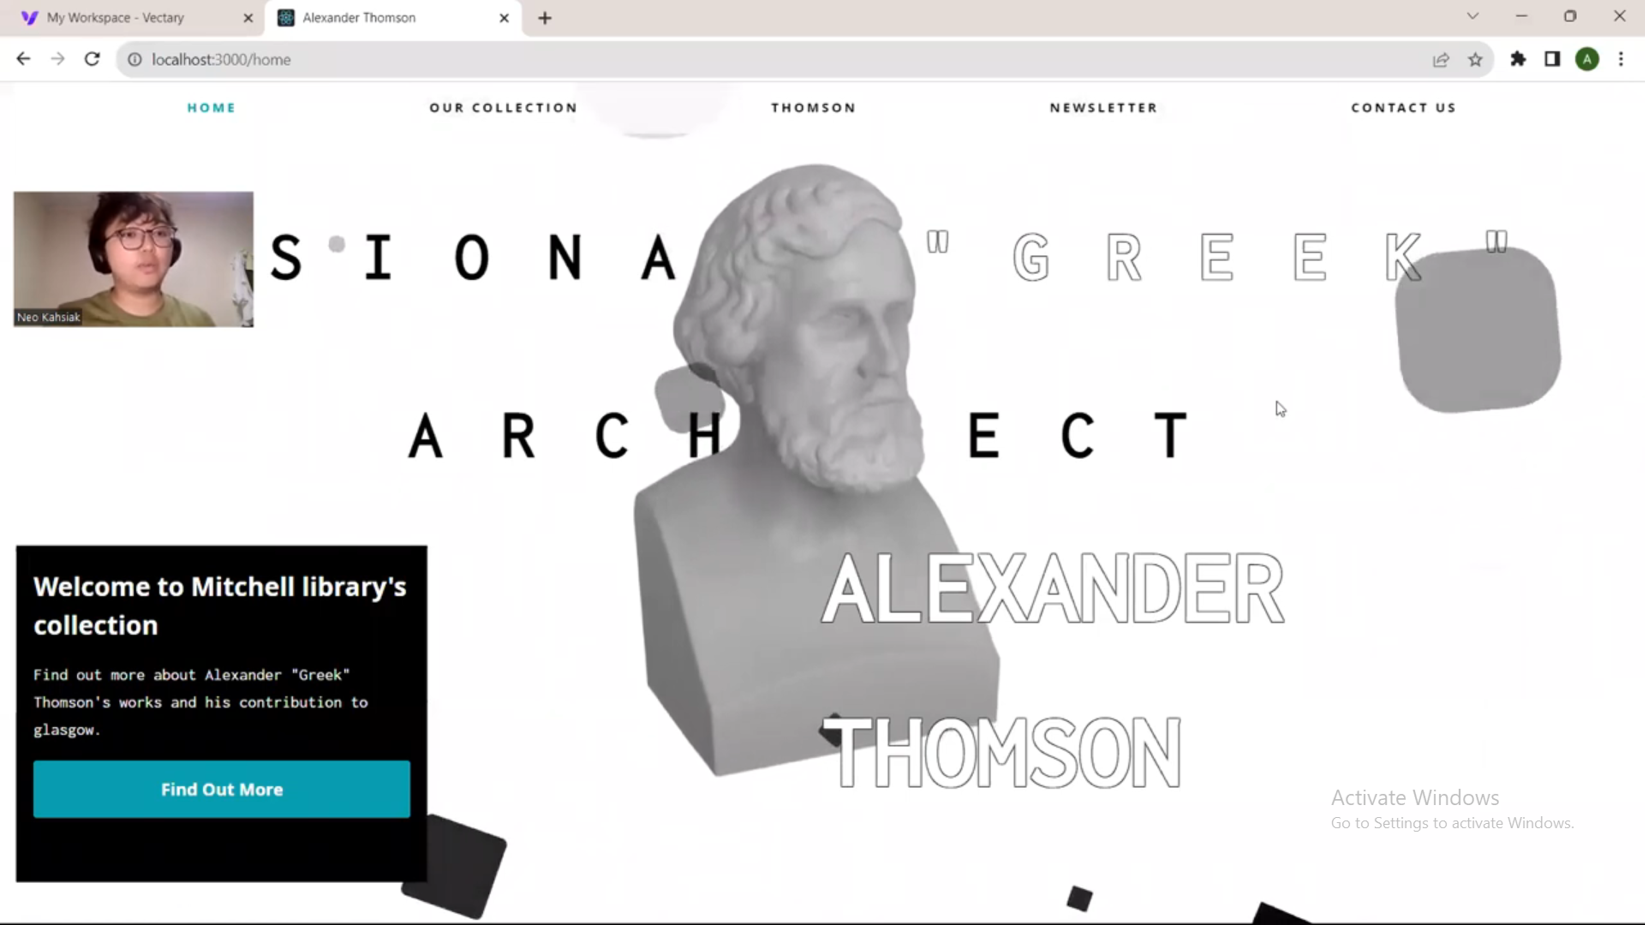 My Workspace - Vectary
Alexander Thomson
localhost:3000/home
A
HOME
OUR COLLECTION
THOMSON
NEWSLETTER
CONTACT US
Neo Kahsiak
S I O N A
" G R E E K "
A R C H
E C T
ALEXANDER
THOMSON
Welcome to Mitchell library's
collection
Find out more about Alexander "Greek"
Thomson's works and his contribution to
glasgow.
Find Out More
Activate Windows
Go to Settings to activate Windows.